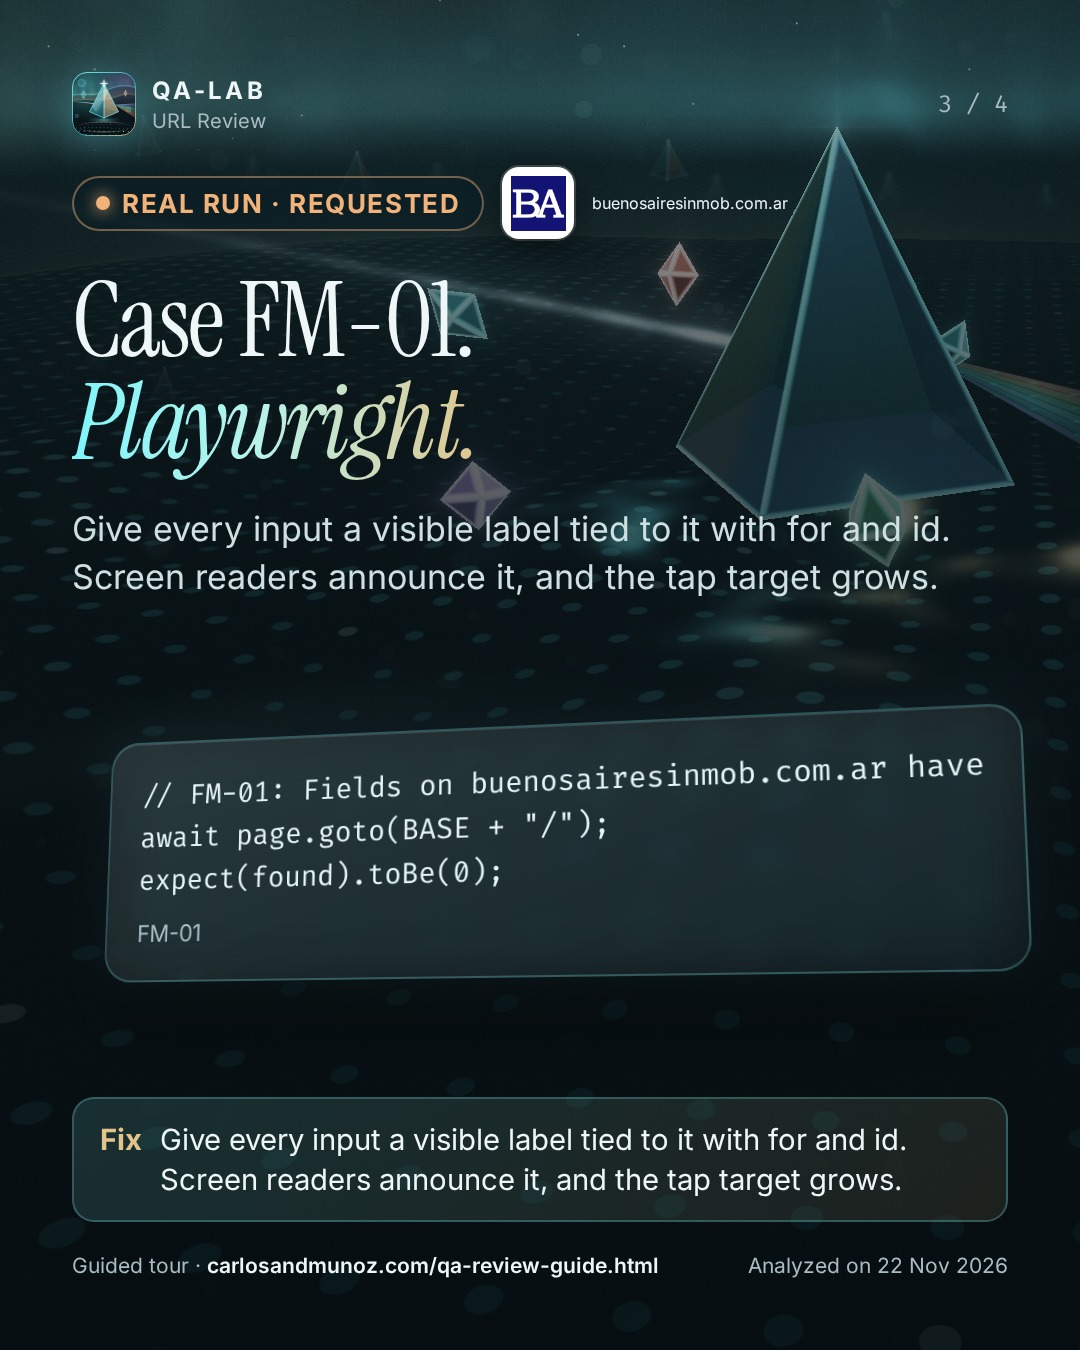 QA-LAB
URL Review
3 / 4
REAL RUN · REQUESTED
BA
buenosairesinmob.com.ar
Case FM-01.
Playwright.
Give every input a visible label tied to it with for and id.
Screen readers announce it, and the tap target grows.
// FM-01: Fields on buenosairesinmob.com.ar have
await page.goto(BASE + "/");
expect(found).toBe(0);
FM-01
Fix Give every input a visible label tied to it with for and id.
Screen readers announce it, and the tap target grows.
Guided tour · carlosandmunoz.com/qa-review-guide.html
Analyzed on 22 Nov 2026